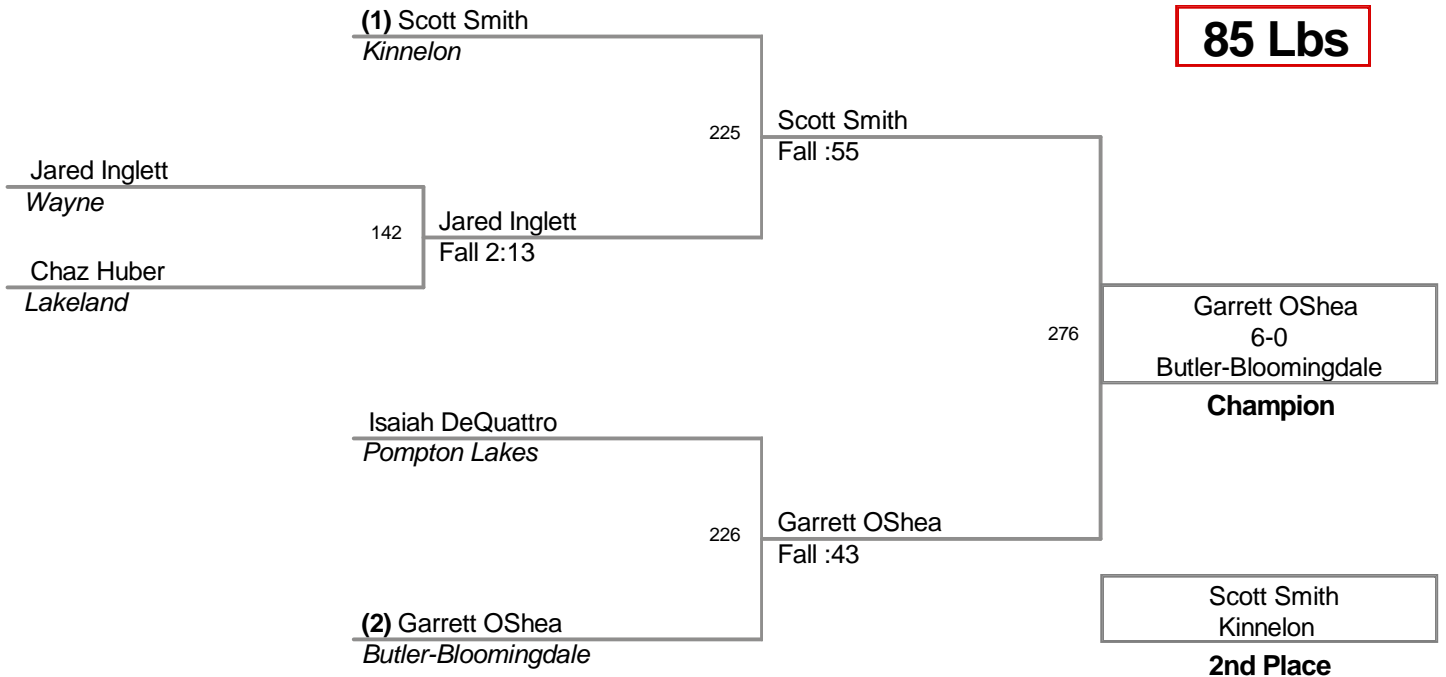 (1) Scott Smith
Kinnelon
85 Lbs
225
Scott Smith
Fall :55
Jared Inglett
Wayne
142
Jared Inglett
Fall 2:13
Chaz Huber
Lakeland
276
Garrett OShea
6-0
Butler-Bloomingdale
Champion
Isaiah DeQuattro
Pompton Lakes
226
Garrett OShea
Fall :43
(2) Garrett OShea
Butler-Bloomingdale
Scott Smith
Kinnelon
2nd Place